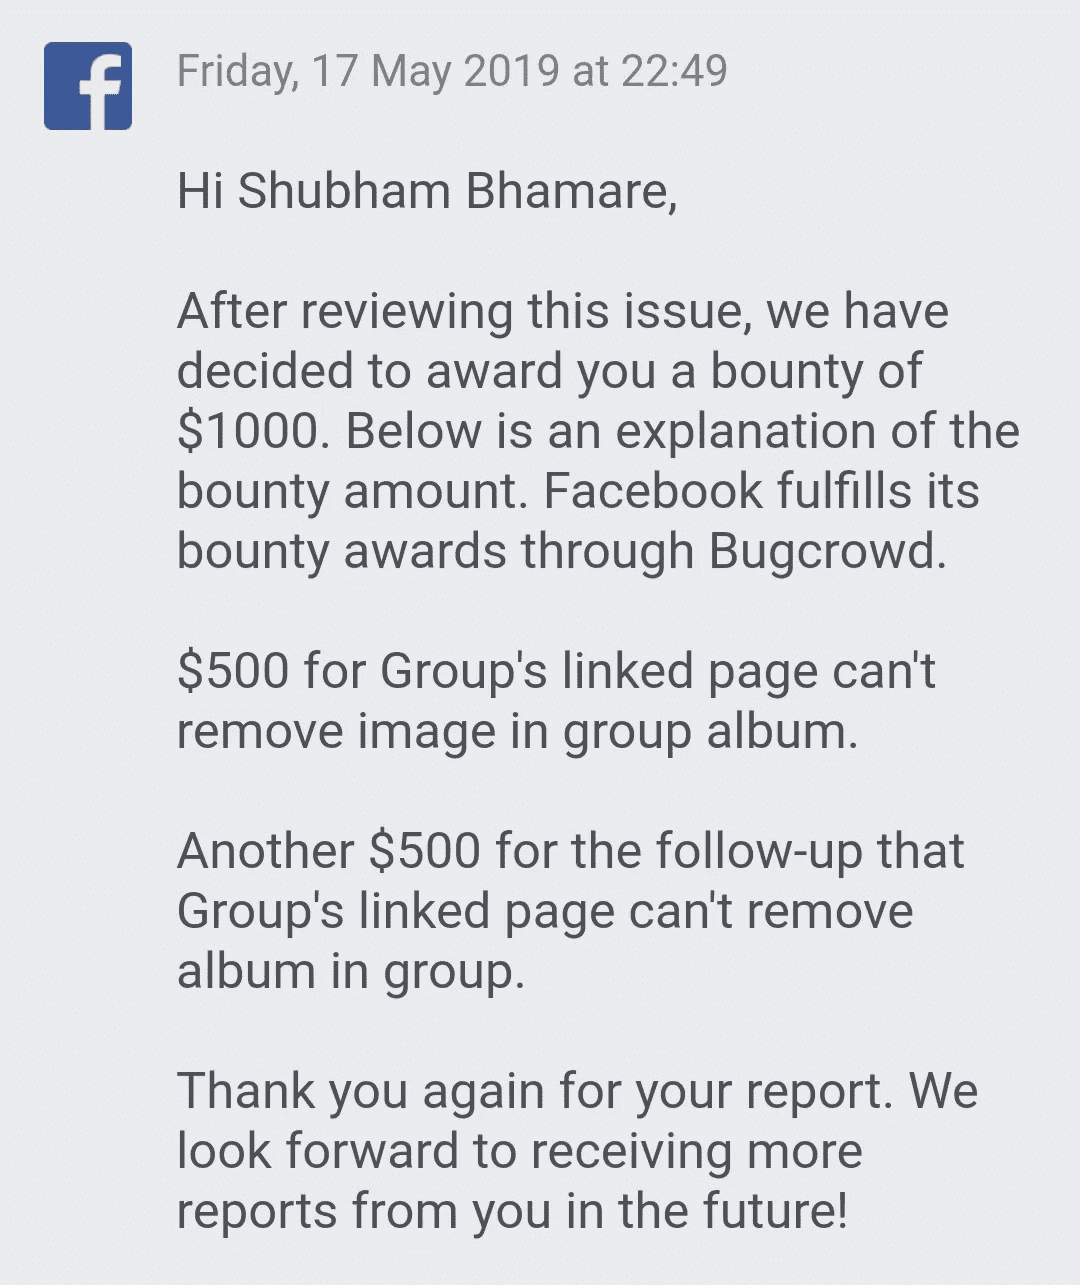 Friday, 17 May 2019 at 22:49
Hi Shubham Bhamare,
After reviewing this issue, we have
decided to award you a bounty of
$1000. Below is an explanation of the
bounty amount. Facebook fulfills its
bounty awards through Bugcrowd.
$500 for Group's linked page can't
remove image in group album.
Another $500 for the follow-up that
Group's linked page can't remove
album in group.
Thank you again for your report. We
look forward to receiving more
reports from you in the future!